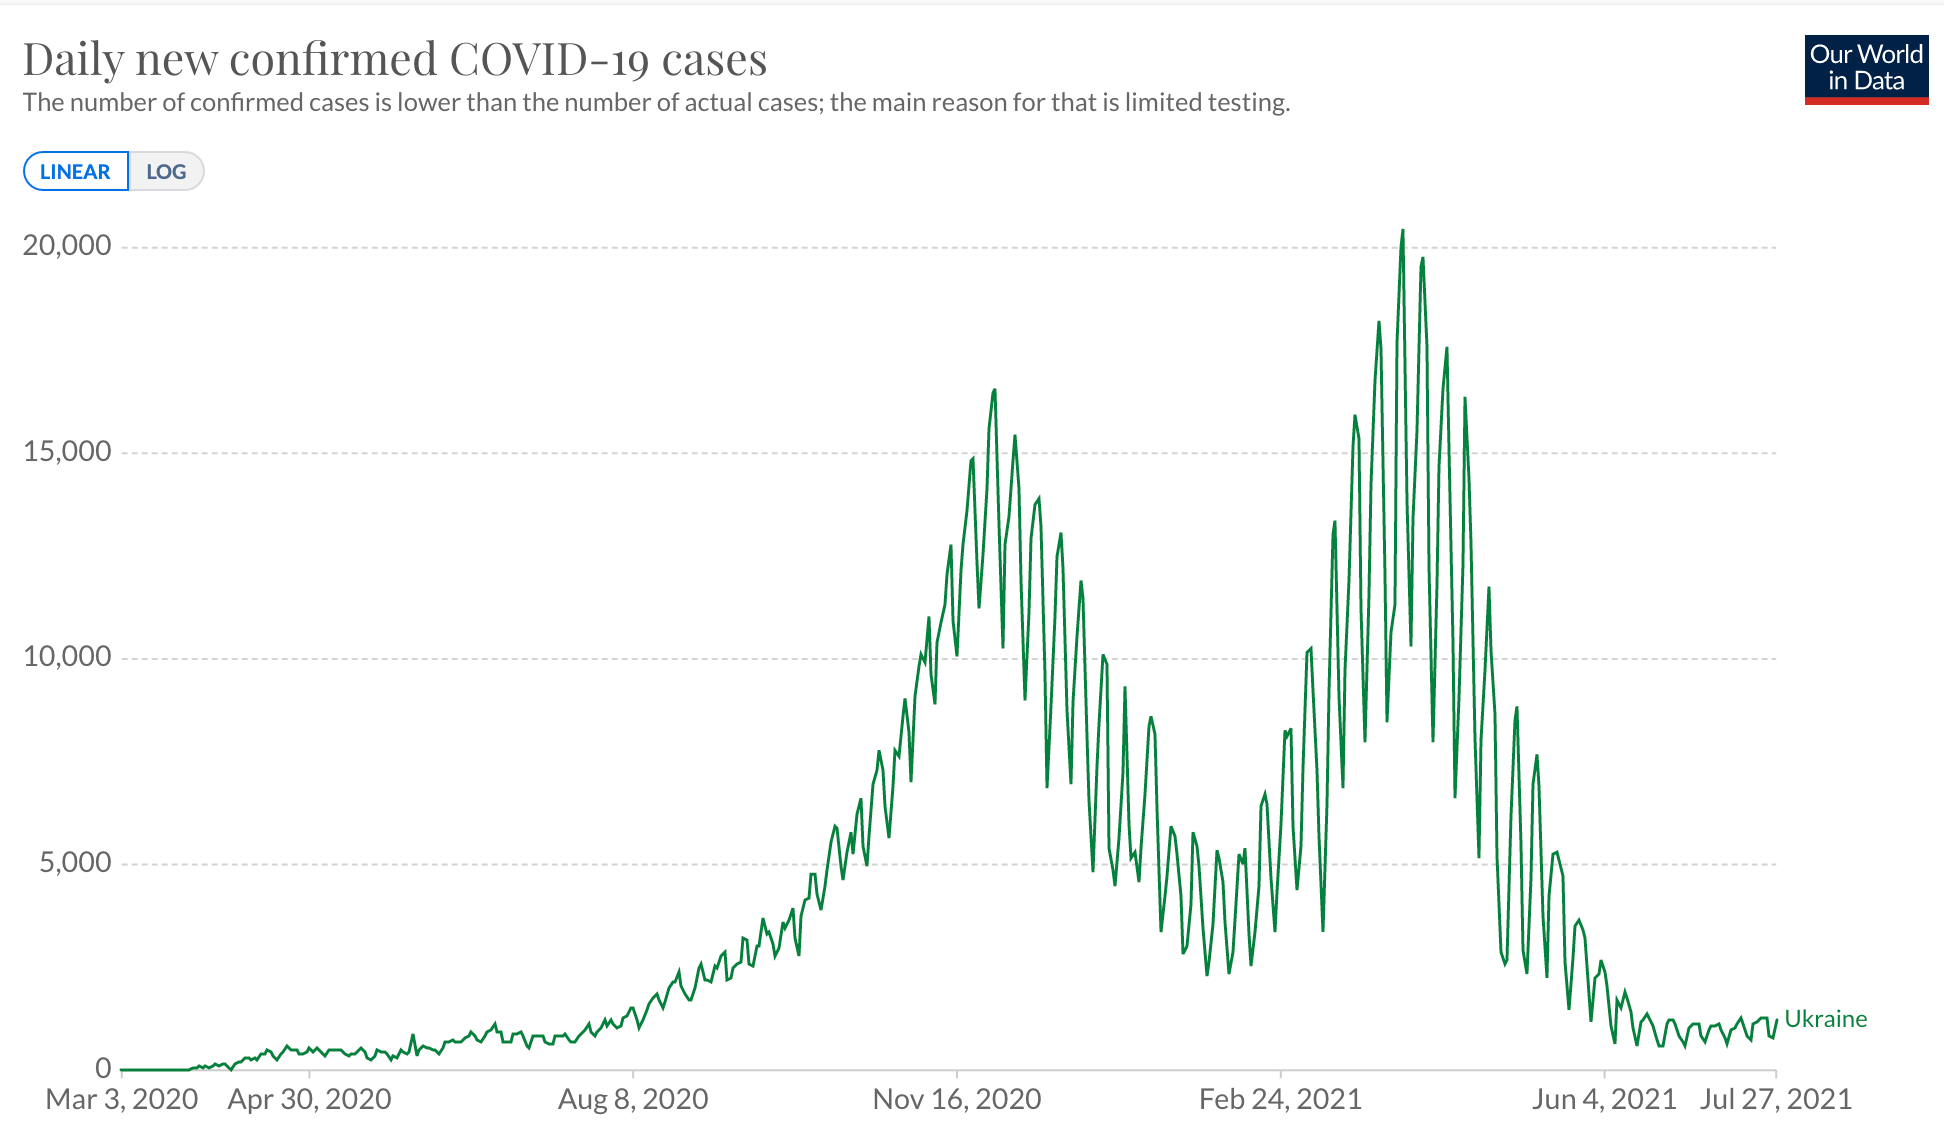 Daily new confirmed COVID-19 cases
The number of confirmed cases is lower than the number of actual cases; the main reason for that is limited testing.
Our World
in Data
LINEAR LOG
20,000
15,000
10,000
5,000
Ukraine
0
Mar 3, 2020 Apr 30, 2020 Aug 8, 2020 Nov 16, 2020 Feb 24, 2021 Jun 4, 2021 Jul 27, 2021